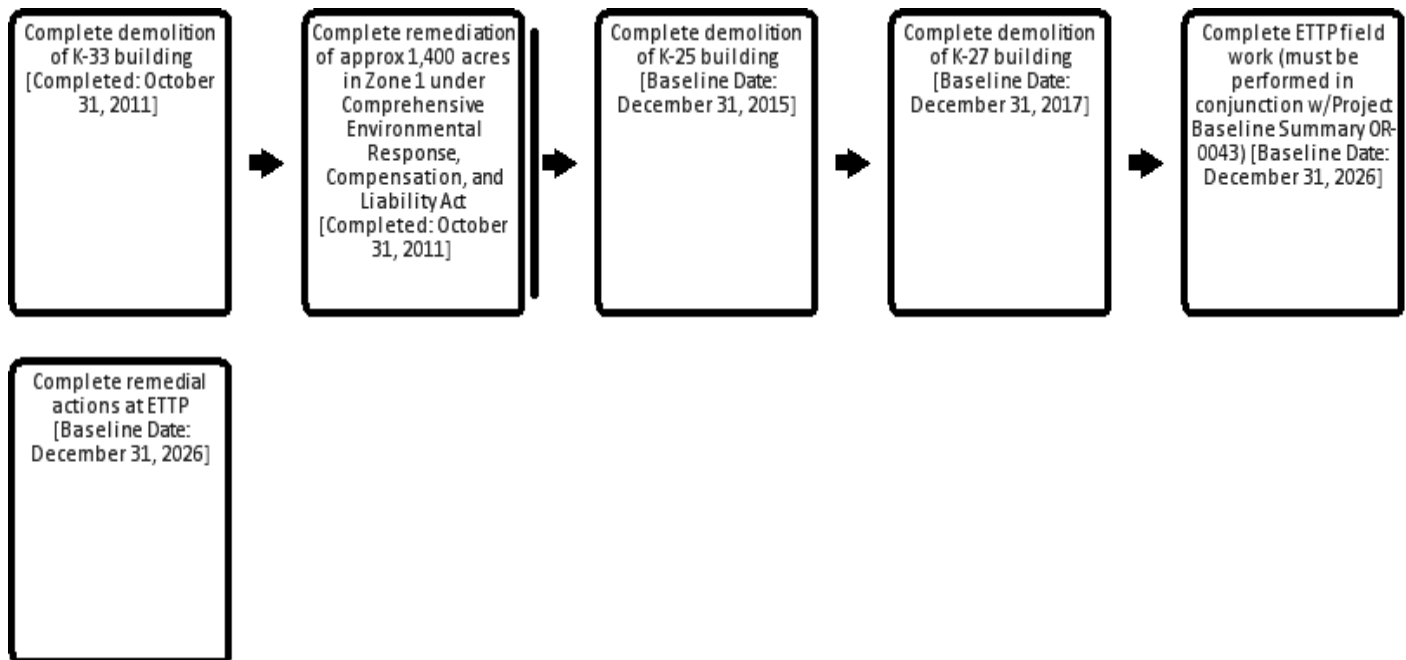 Complete demolition
of K-33 building
[Completed: October
31, 2011]
Complete remediation
of approx 1,400 acres
in Zone 1 under
Comprehensive
Environmental
Response,
Compensation, and
Liability Act
[Completed: October
31, 2011]
Complete demolition
of K-25 building
[Baseline Date:
December 31, 2015]
Complete demolition
of K-27 building
[Baseline Date:
December 31, 2017]
Complete ETTP field
work (must be
performed in
conjunction w/Project
Baseline Summary OR-
0043) [Baseline Date:
December 31, 2026]
Complete remedial
actions at ETTP
[Baseline Date:
December 31, 2026]